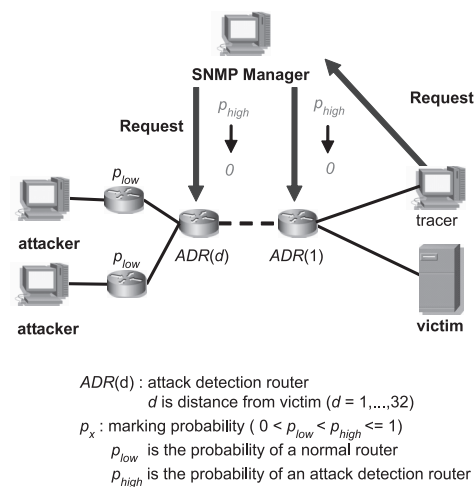 SNMP Manager
Request
Request
p_high
p_high
0
0
p_low
p_low
attacker
ADR(d)
ADR(1)
tracer
attacker
victim
ADR(d) : attack detection router
d is distance from victim (d = 1,...,32)
p_x : marking probability ( 0 < p_low < p_high <= 1)
p_low is the probability of a normal router
p_high is the probability of an attack detection router